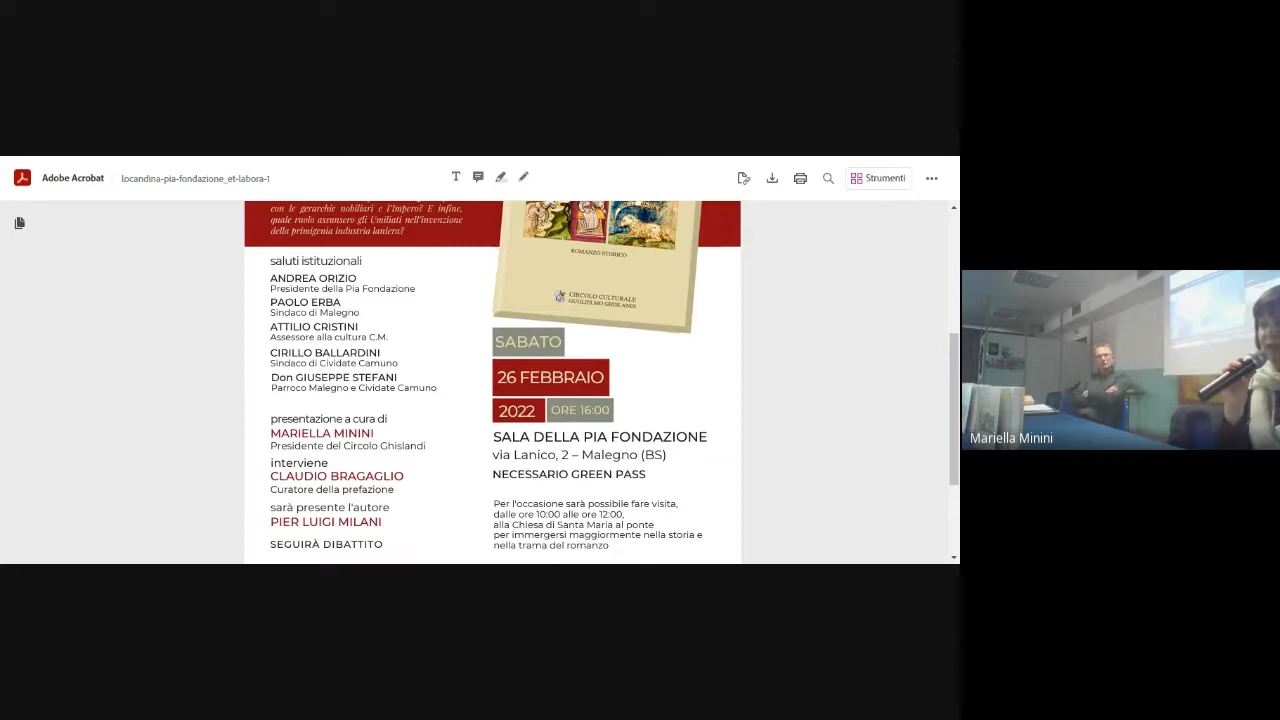 Adobe Acrobat
locandina-pia-fondazione_et-labora-1
Strumenti
con le gerarchie nobiliari e l'Impero? E infine,
quale ruolo assunsero gli Umiliati nell'invenzione
della primigenia industria laniera?
ROMANZO STORICO
CIRCOLO CULTURALE
GUGLIELMO GHISLANDI
saluti istituzionali
ANDREA ORIZIO
Presidente della Pia Fondazione
PAOLO ERBA
Sindaco di Malegno
ATTILIO CRISTINI
Assessore alla cultura C.M.
CIRILLO BALLARDINI
Sindaco di Cividate Camuno
Don GIUSEPPE STEFANI
Parroco Malegno e Cividate Camuno
presentazione a cura di
MARIELLA MININI
Presidente del Circolo Ghislandi
interviene
CLAUDIO BRAGAGLIO
Curatore della prefazione
sarà presente l'autore
PIER LUIGI MILANI
SEGUIRÀ DIBATTITO
SABATO
26 FEBBRAIO
2022 ORE 16:00
SALA DELLA PIA FONDAZIONE
via Lanico, 2 – Malegno (BS)
NECESSARIO GREEN PASS
Per l'occasione sarà possibile fare visita,
dalle ore 10:00 alle ore 12:00,
alla Chiesa di Santa Maria al ponte
per immergersi maggiormente nella storia e
nella trama del romanzo
Mariella Minini